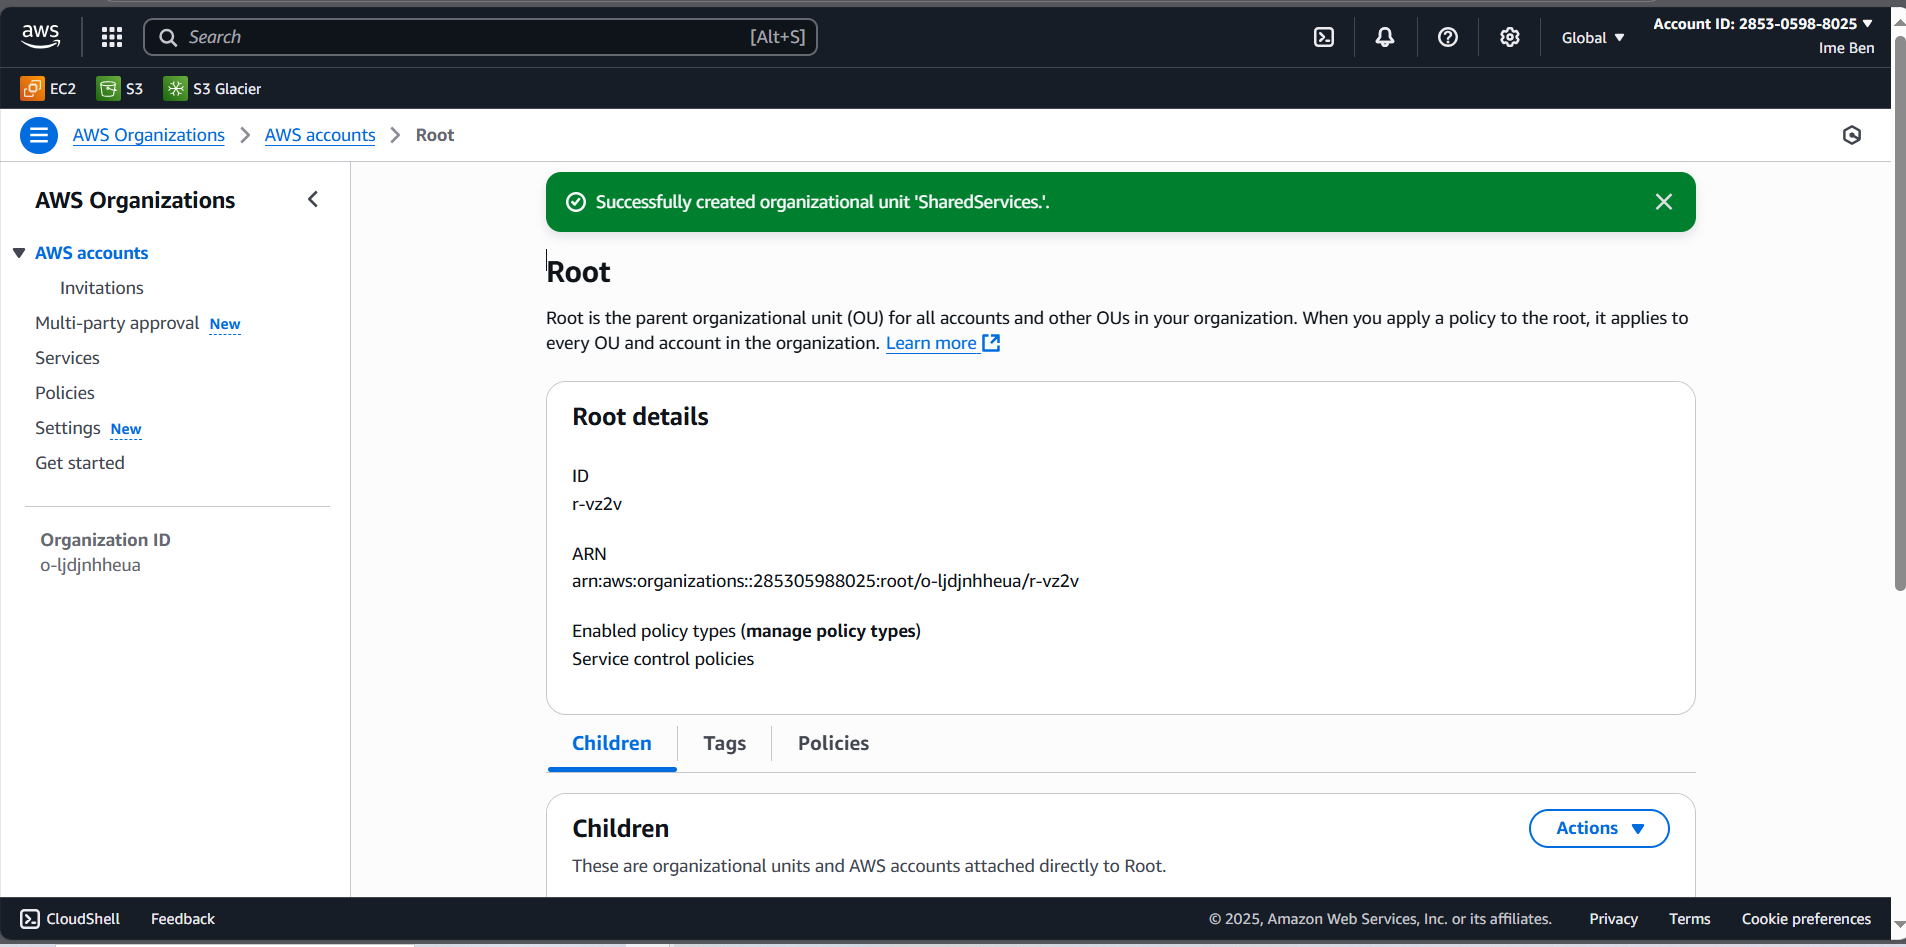 aws
Search [Alt+S]
Global
Account ID: 2853-0598-8025
Ime Ben
EC2 S3 S3 Glacier
AWS Organizations AWS accounts Root
AWS Organizations
AWS accounts
Invitations
Multi-party approval New
Services
Policies
Settings New
Get started
Organization ID
o-ljdjnhheua
Successfully created organizational unit 'SharedServices.'.
Root
Root is the parent organizational unit (OU) for all accounts and other OUs in your organization. When you apply a policy to the root, it applies to
every OU and account in the organization. Learn more
Root details
ID
r-vz2v
ARN
arn:aws:organizations::285305988025:root/o-ljdjnhheua/r-vz2v
Enabled policy types (manage policy types)
Service control policies
Children Tags Policies
Children
Actions
These are organizational units and AWS accounts attached directly to Root.
CloudShell Feedback © 2025, Amazon Web Services, Inc. or its affiliates. Privacy Terms Cookie preferences